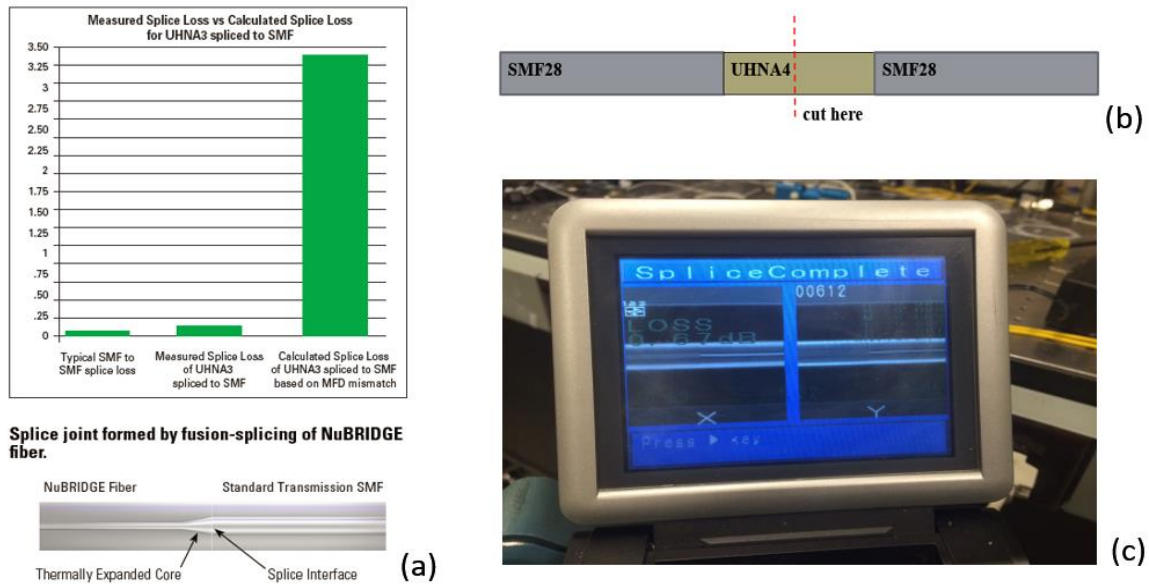 Measured Splice Loss vs Calculated Splice Loss
for UHNA3 spliced to SMF
3.50
3.25
3
2.75
2.50
2.25
2
1.75
1.50
1.25
1
.75
.50
.25
0
Typical SMF to
SMF splice loss
Measured Splice Loss
of UHNA3
spliced to SMF
Calculated Splice Loss
of UHNA3 spliced to SMF
based on MFD mismatch
Splice joint formed by fusion-splicing of NuBRIDGE
fiber.
NuBRIDGE Fiber
Standard Transmission SMF
Thermally Expanded Core
Splice Interface
(a)
SMF28
UHNA4
SMF28
cut here
(b)
SpliceComplete
00612
LOSS
0.67dB
X
Y
Press ▶ key
(c)